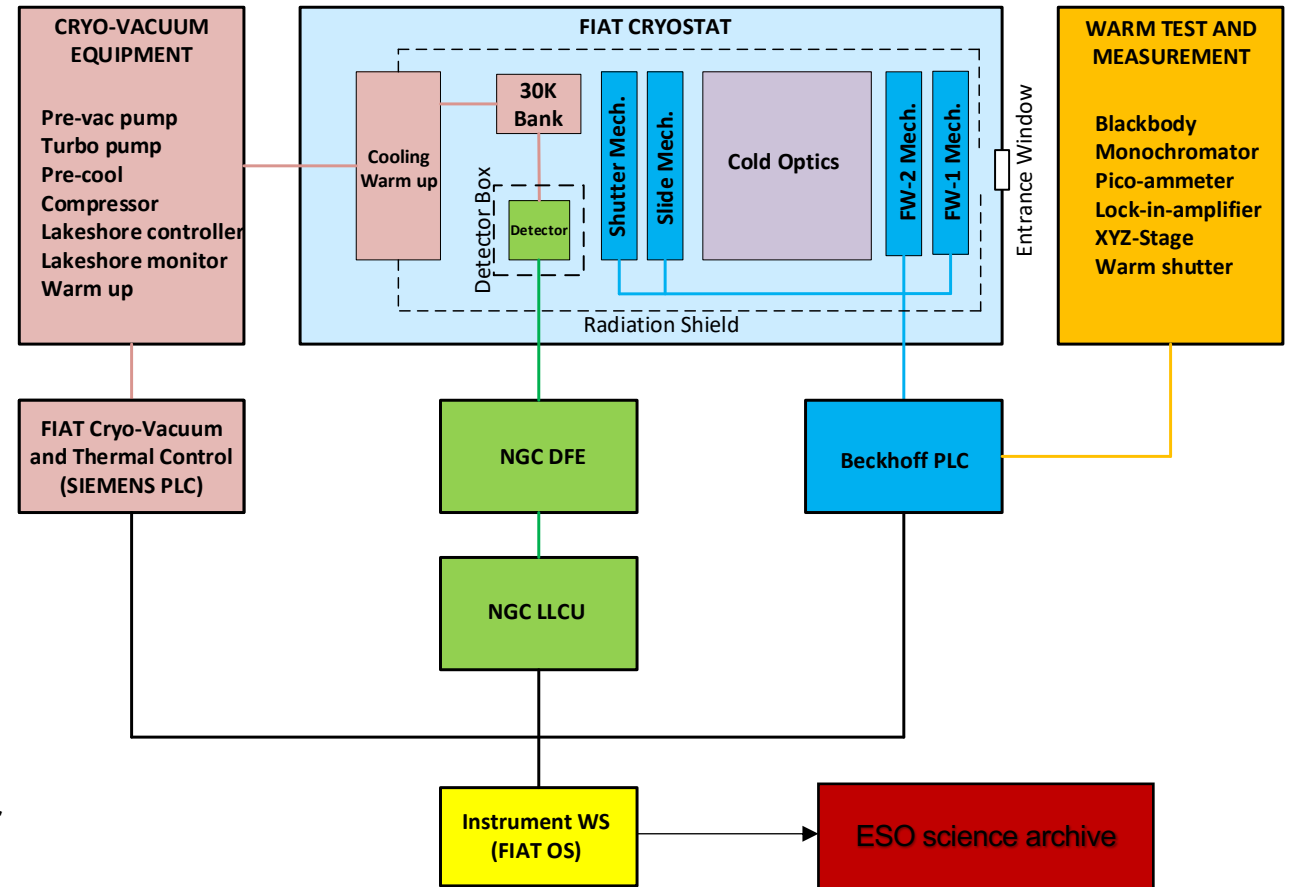 CRYO-VACUUM
EQUIPMENT
Pre-vac pump
Turbo pump
Pre-cool
Compressor
Lakeshore controller
Lakeshore monitor
Warm up
FIAT CRYOSTAT
Cooling
Warm up
30K
Bank
Detector Box
Detector
Shutter Mech.
Slide Mech.
Cold Optics
FW-2 Mech.
FW-1 Mech.
Entrance Window
Radiation Shield
WARM TEST AND
MEASUREMENT
Blackbody
Monochromator
Pico-ammeter
Lock-in-amplifier
XYZ-Stage
Warm shutter
FIAT Cryo-Vacuum
and Thermal Control
(SIEMENS PLC)
NGC DFE
Beckhoff PLC
NGC LLCU
Instrument WS
(FIAT OS)
ESO science archive